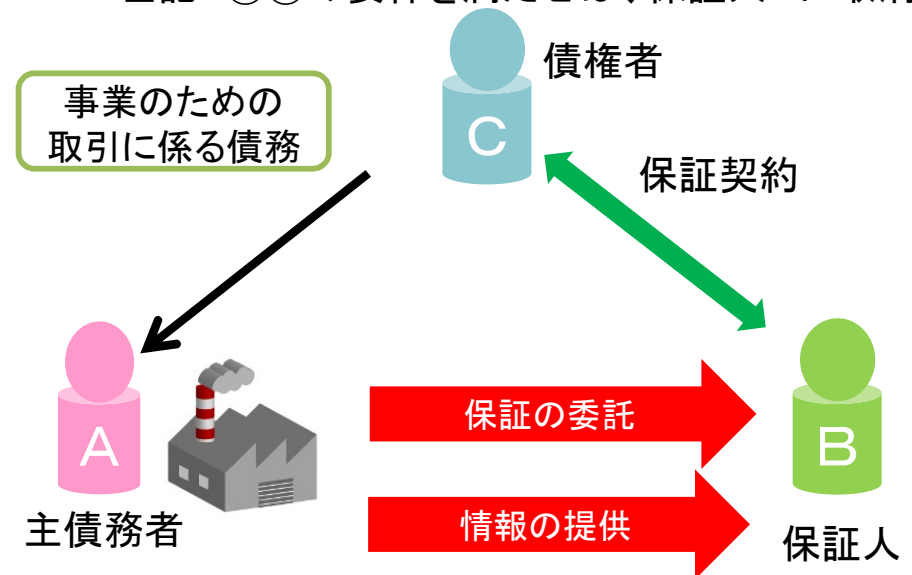 債権者
事業のための
取引に係る債務
C
保証契約
A
保証の委託
B
主債務者
情報の提供
保証人